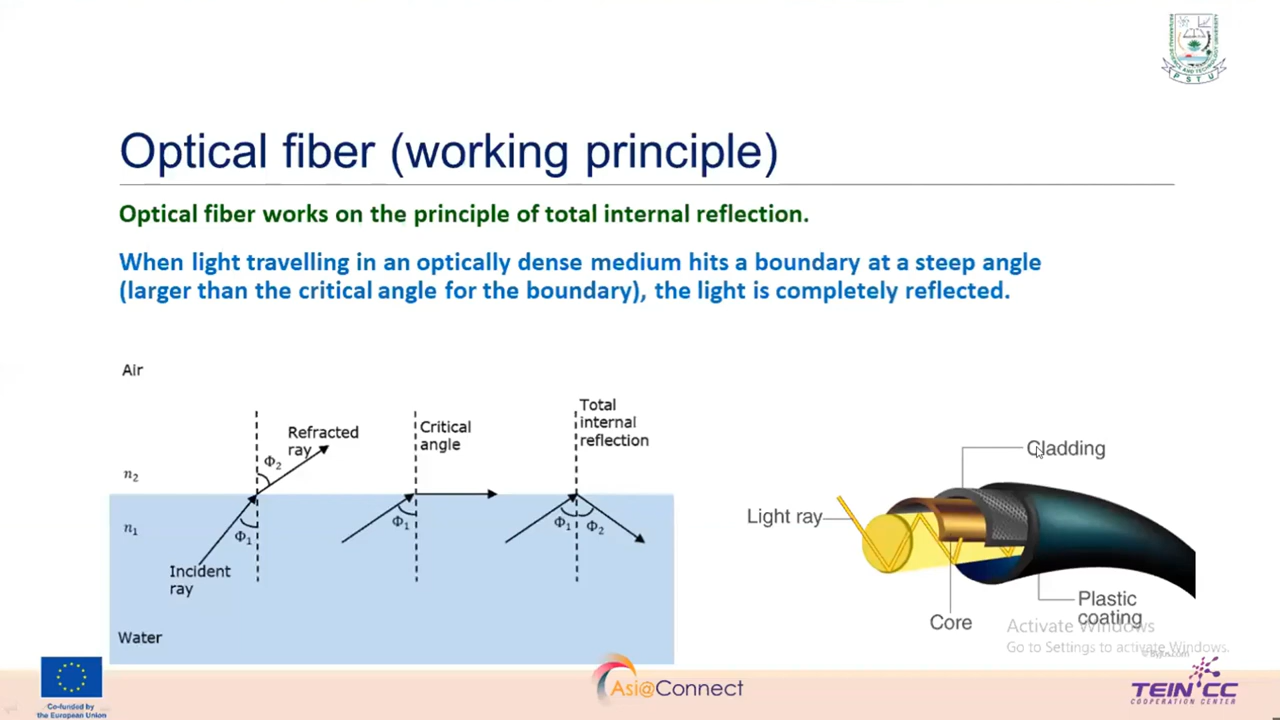 PSTU
Optical fiber (working principle)
Optical fiber works on the principle of total internal reflection.
When light travelling in an optically dense medium hits a boundary at a steep angle
(larger than the critical angle for the boundary), the light is completely reflected.
Air
Refracted
ray
Φ2
Critical
angle
Total
internal
reflection
n2
n1
Φ1
Φ1
Φ1
Φ2
Incident
ray
Water
Cladding
Light ray
Core
Plastic
coating
Activate Windows
Go to Settings to activate Windows.
Co-funded by
the European Union
Asi@Connect
TEIN*CC
COOPERATION CENTER